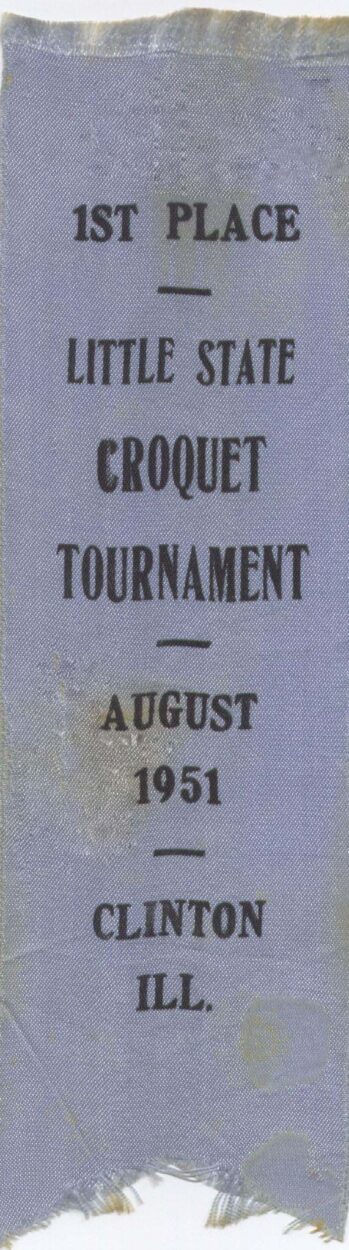 1ST PLACE
LITTLE STATE
CROQUET
TOURNAMENT
AUGUST
1951
CLINTON
ILL.